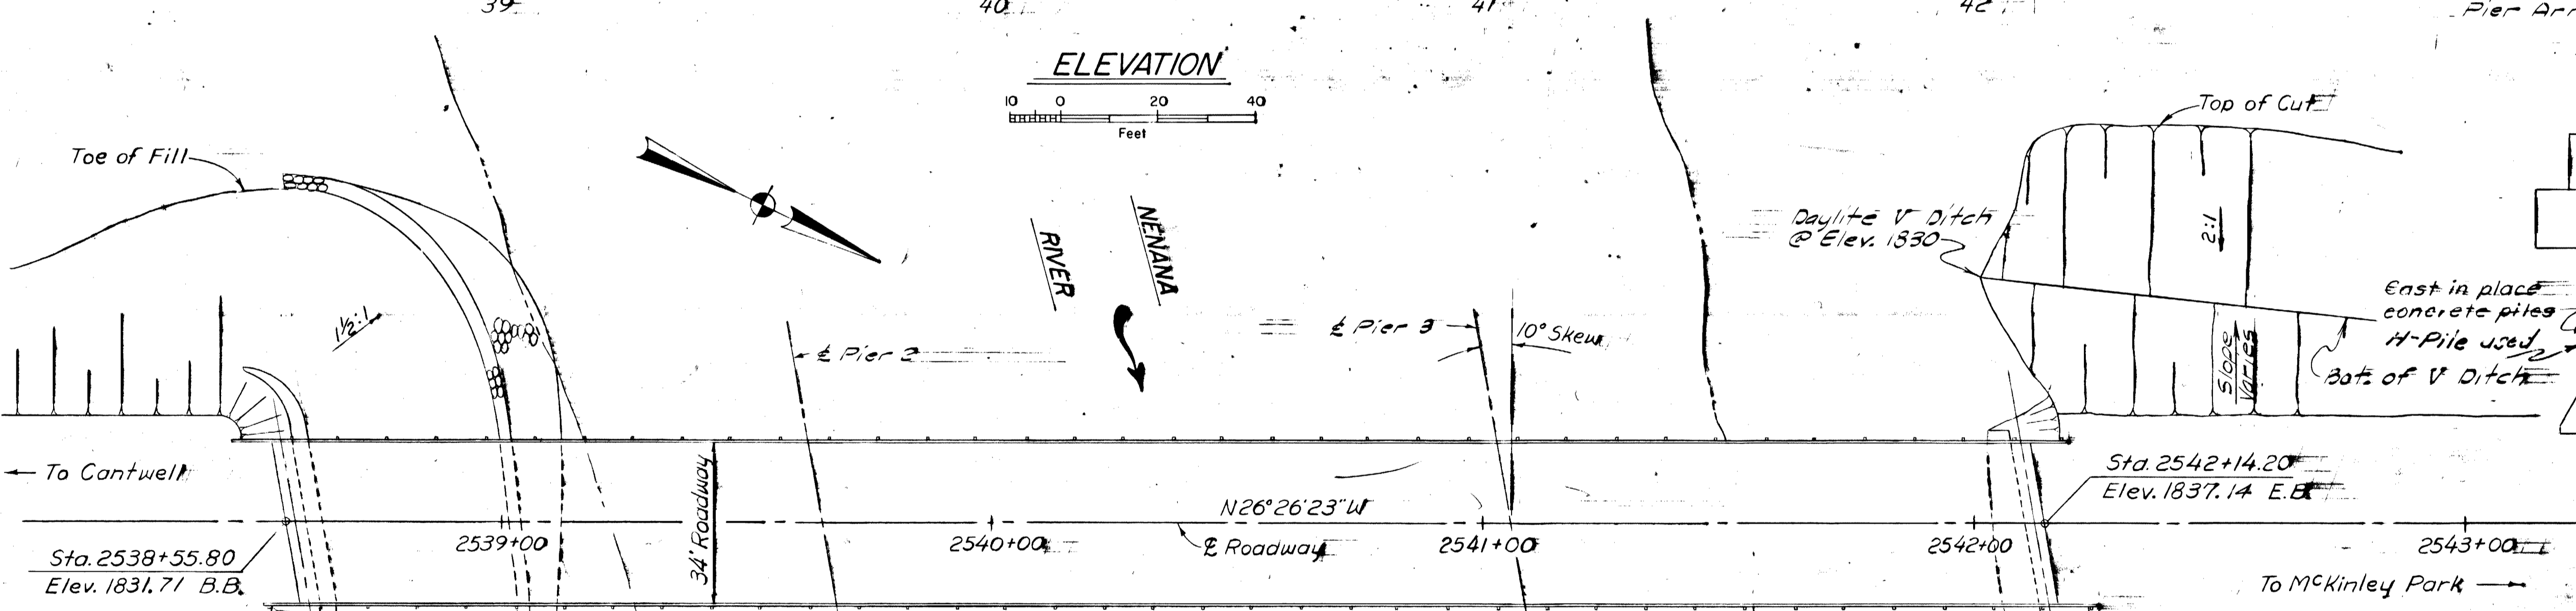 39 40 41 42
Pier Arr
ELEVATION
10 0 20 40
Feet
Top of Cut
Toe of Fill
NENANA
RIVER
Daylite V Ditch
@ Elev. 1830
2:1
1½:1
Cast in place
concrete piles
H-Pile used
℄ Pier 2
℄ Pier 3
10° Skew
Slope
Varies
Bot. of V Ditch
← To Cantwell
34' Roadway
N26°26'23"W
Sta. 2542+14.20
Elev. 1837.14 E.B.
2539+00 2540+00 2541+00 2542+00 2543+00
℄ Roadway
Sta. 2538+55.80
Elev. 1831.71 B.B.
To McKinley Park →